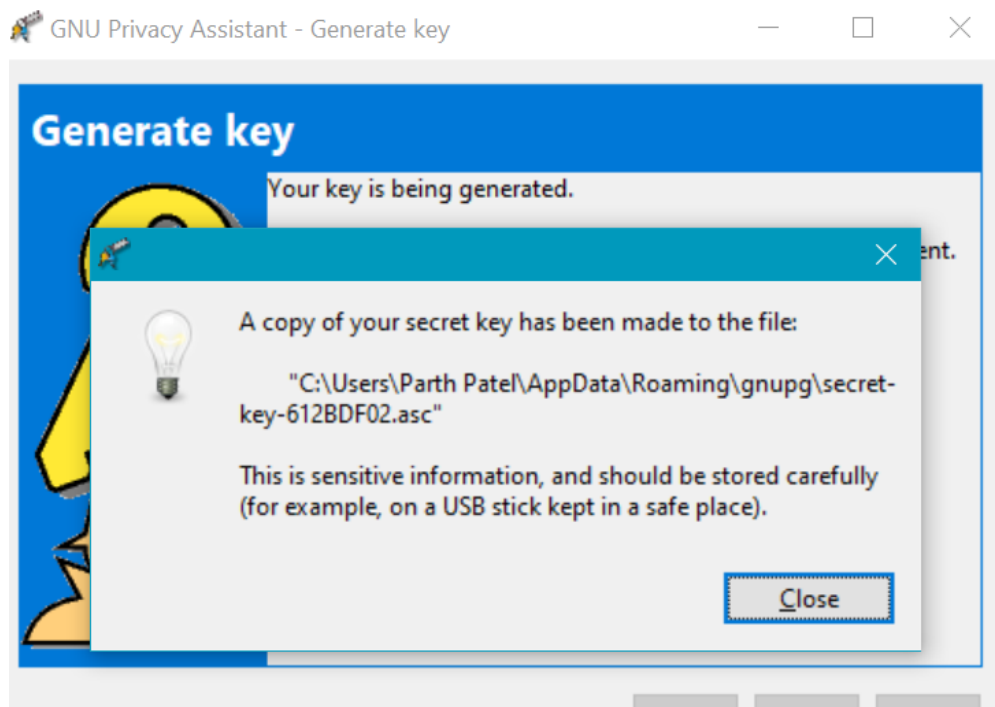 GNU Privacy Assistant - Generate key
Generate key
Your key is being generated.
ent.
A copy of your secret key has been made to the file:
"C:\Users\Parth Patel\AppData\Roaming\gnupg\secret-
key-612BDF02.asc"
This is sensitive information, and should be stored carefully
(for example, on a USB stick kept in a safe place).
Close